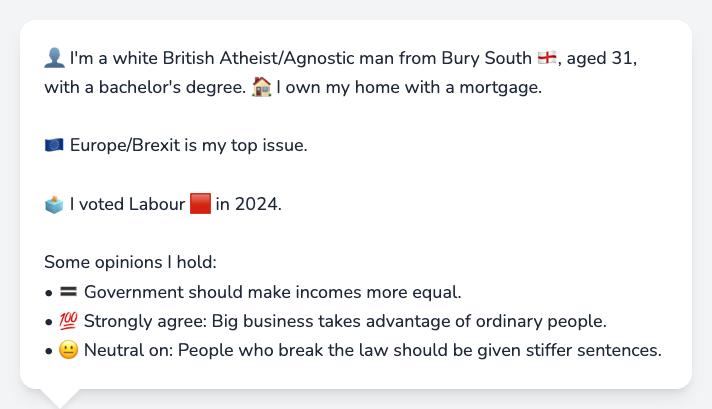 👤 I'm a white British Atheist/Agnostic man from Bury South 🏴󠁧󠁢󠁥󠁮󠁧󠁿, aged 31,
with a bachelor's degree. 🏠 I own my home with a mortgage.
🇪🇺 Europe/Brexit is my top issue.
🗳️ I voted Labour 🟥 in 2024.
Some opinions I hold:
• 🟰 Government should make incomes more equal.
• 💯 Strongly agree: Big business takes advantage of ordinary people.
• 😐 Neutral on: People who break the law should be given stiffer sentences.